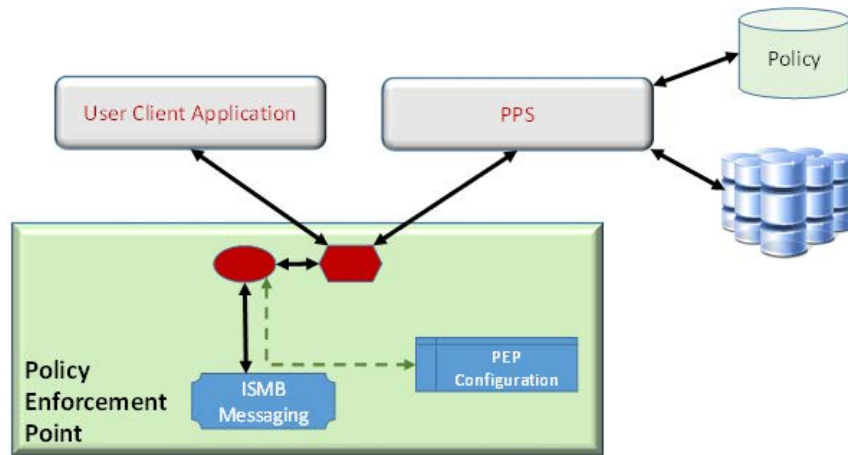 Policy
User Client Application
PPS
PEP
Configuration
Policy
Enforcement
Point
ISMB
Messaging